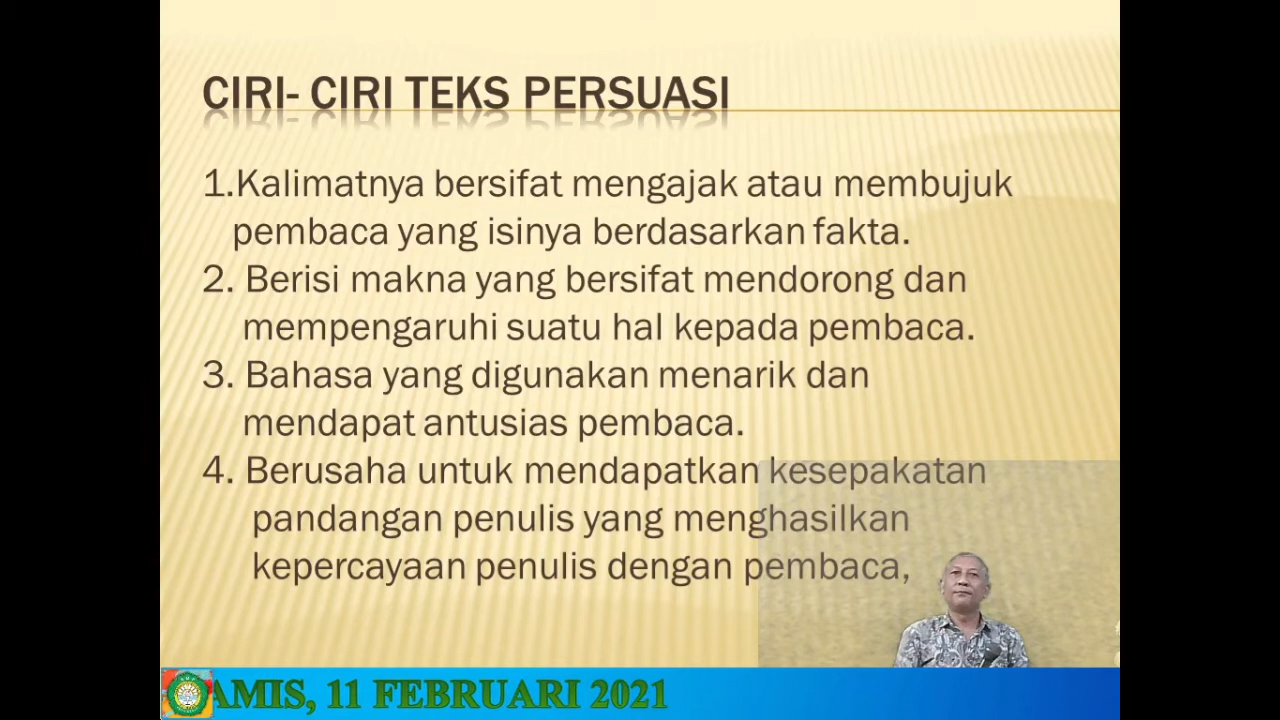 CIRI- CIRI TEKS PERSUASI
1.Kalimatnya bersifat mengajak atau membujuk
pembaca yang isinya berdasarkan fakta.
2. Berisi makna yang bersifat mendorong dan
mempengaruhi suatu hal kepada pembaca.
3. Bahasa yang digunakan menarik dan
mendapat antusias pembaca.
4. Berusaha untuk mendapatkan kesepakatan
pandangan penulis yang menghasilkan
kepercayaan penulis dengan pembaca,
AMIS, 11 FEBRUARI 2021